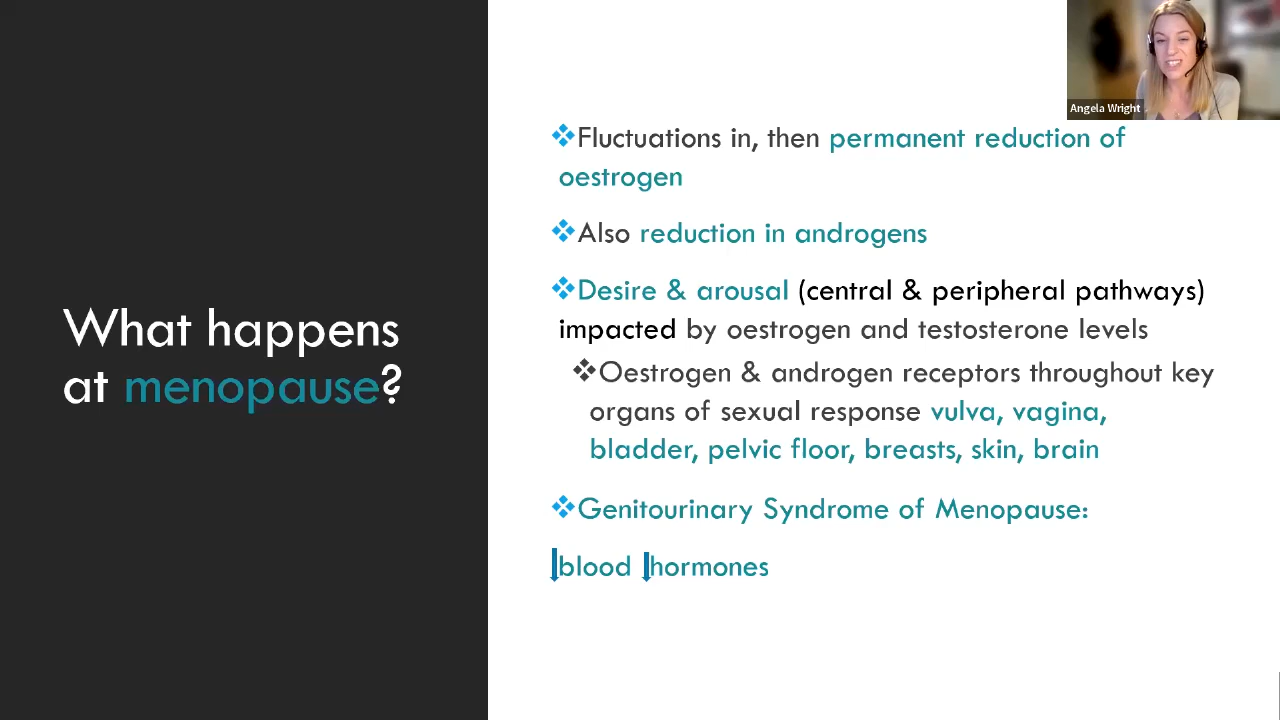 What happens
at menopause?
Angela Wright
❖Fluctuations in, then permanent reduction of
oestrogen
❖Also reduction in androgens
❖Desire & arousal (central & peripheral pathways)
impacted by oestrogen and testosterone levels
❖Oestrogen & androgen receptors throughout key
organs of sexual response vulva, vagina,
bladder, pelvic floor, breasts, skin, brain
❖Genitourinary Syndrome of Menopause:
↓blood ↓hormones